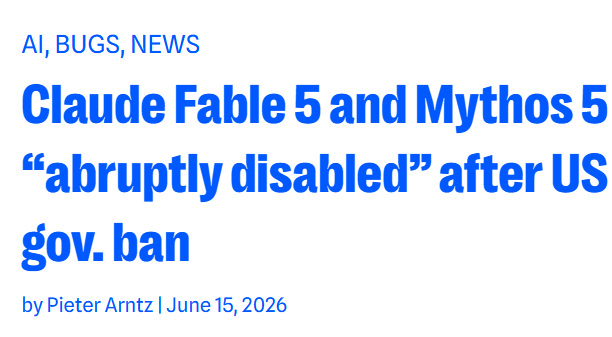 AI, BUGS, NEWS
Claude Fable 5 and Mythos 5
“abruptly disabled” after US
gov. ban
by Pieter Arntz | June 15, 2026